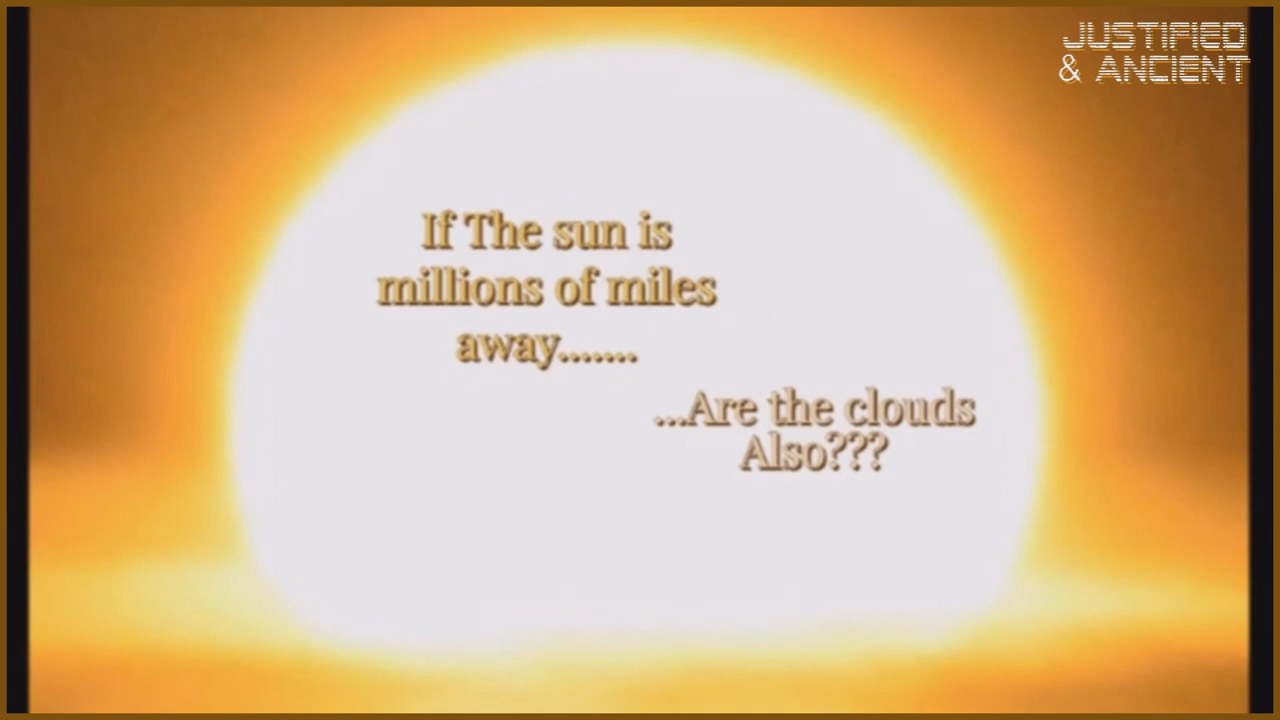 JUSTIFIED
& ANCIENT
If The sun is
millions of miles
away.......
...Are the clouds
Also???